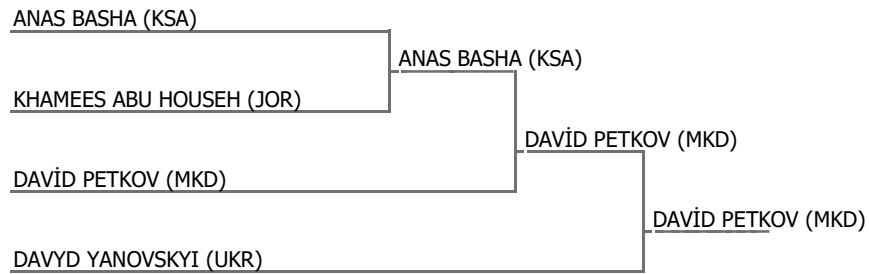 ANAS BASHA (KSA)
ANAS BASHA (KSA)
KHAMEES ABU HOUSEH (JOR)
DAVİD PETKOV (MKD)
DAVİD PETKOV (MKD)
DAVİD PETKOV (MKD)
DAVYD YANOVSKYI (UKR)